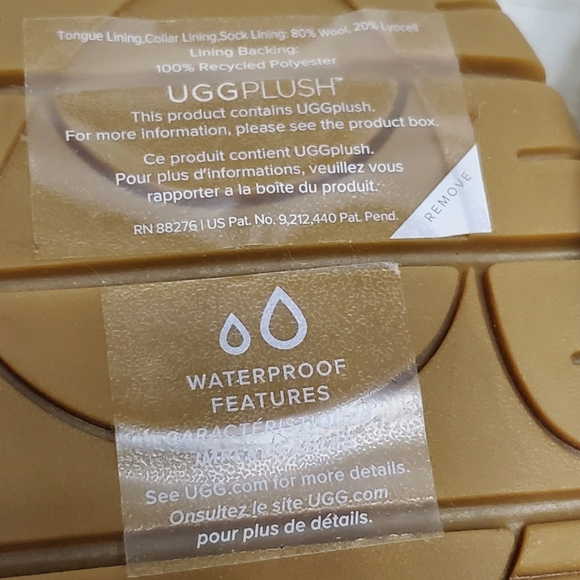 Tongue Lining,Collar Lining,Sock Lining: 80% Wool, 20% Lyocell
Lining Backing:
100% Recycled Polyester
UGGPLUSH™
This product contains UGGplush.
For more information, please see the product box.
Ce produit contient UGGplush.
Pour plus d'informations, veuillez vous
rapporter a la boîte du produit.
RN 88276 | US Pat. No. 9,212,440 Pat. Pend.
REMOVE
WATERPROOF
FEATURES
See UGG.com for more details.
Onsultez le site UGG.com
pour plus de détails.